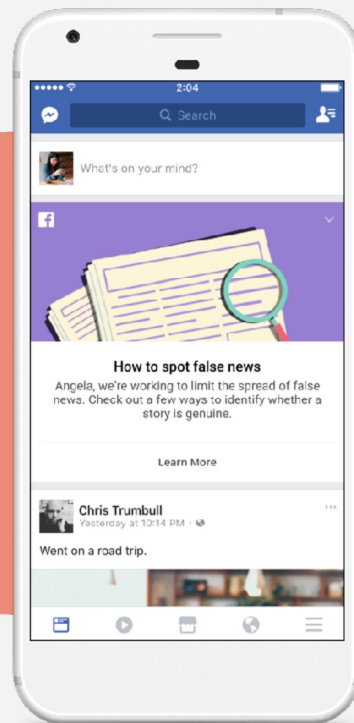 2:04
Search
What's on your mind?
How to spot false news
Angela, we're working to limit the spread of false
news. Check out a few ways to identify whether a
story is genuine.
Learn More
Chris Trumbull
Yesterday at 10:14 PM ·
Went on a road trip.